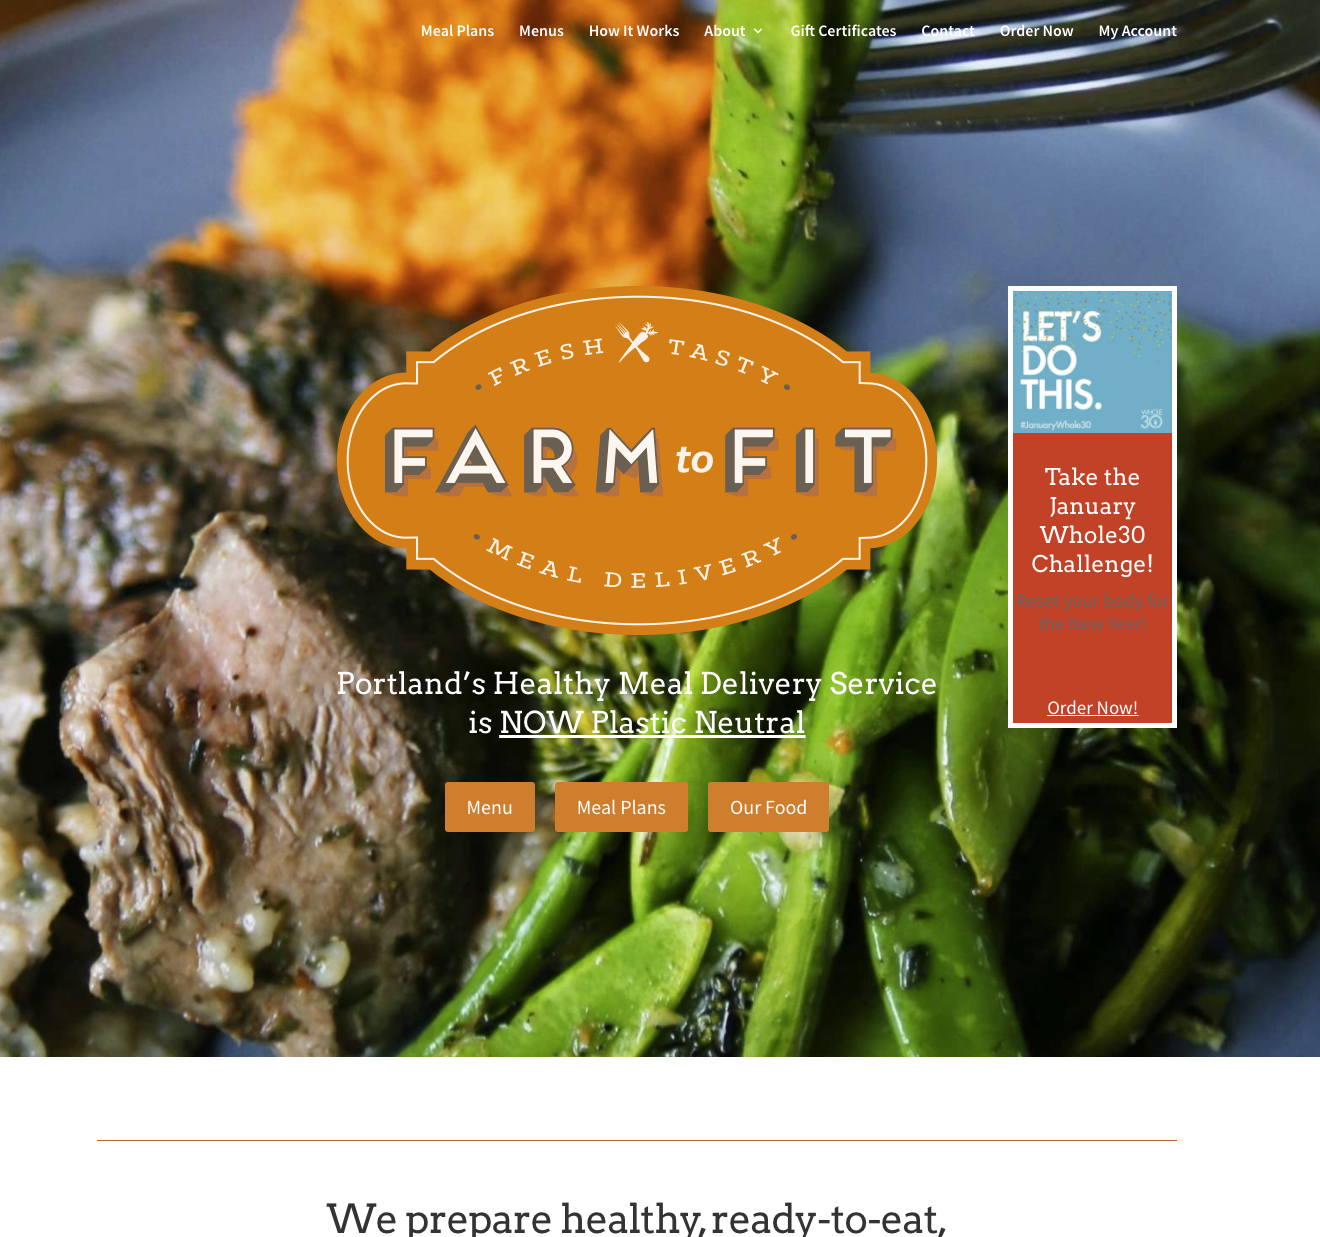 Meal Plans Menus How It Works About Gift Certificates Contact Order Now My Account
FRESH TASTY
FARM to FIT
MEAL DELIVERY
LET'S
DO
THIS.
#JanuaryWhole30
WHOLE
30
Take the
January
Whole30
Challenge!
Reset your body for
the New Year!
Order Now!
Portland’s Healthy Meal Delivery Service
is NOW Plastic Neutral
Menu Meal Plans Our Food
We prepare healthy, ready-to-eat,